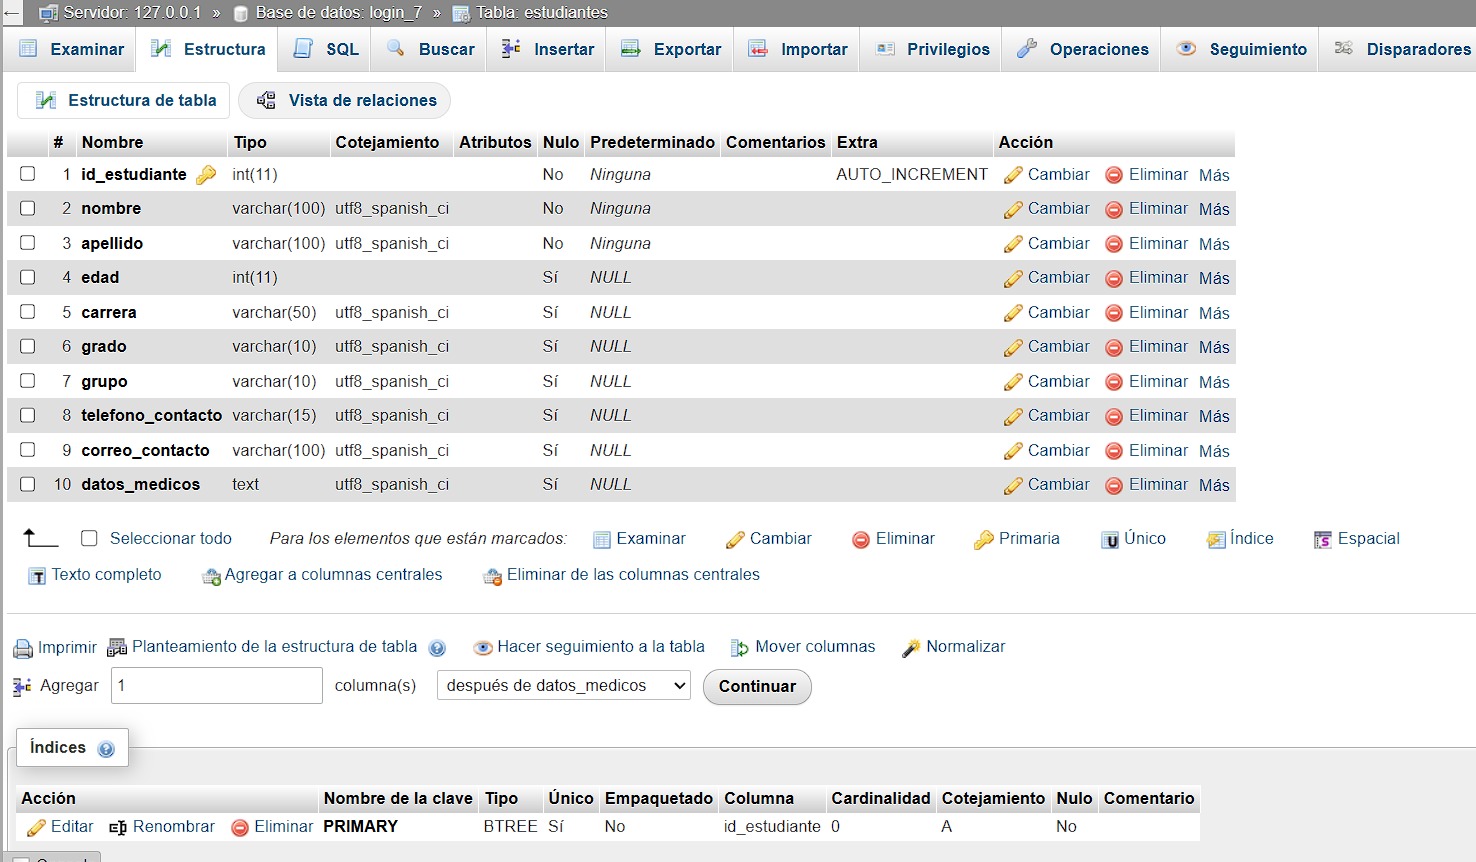 ← Servidor: 127.0.0.1 » Base de datos: login_7 » Tabla: estudiantes
Examinar Estructura SQL Buscar Insertar Exportar Importar Privilegios Operaciones Seguimiento Disparadores
Estructura de tabla Vista de relaciones
# Nombre Tipo Cotejamiento Atributos Nulo Predeterminado Comentarios Extra Acción
1 id_estudiante int(11) No Ninguna AUTO_INCREMENT Cambiar Eliminar Más
2 nombre varchar(100) utf8_spanish_ci No Ninguna Cambiar Eliminar Más
3 apellido varchar(100) utf8_spanish_ci No Ninguna Cambiar Eliminar Más
4 edad int(11) Sí NULL Cambiar Eliminar Más
5 carrera varchar(50) utf8_spanish_ci Sí NULL Cambiar Eliminar Más
6 grado varchar(10) utf8_spanish_ci Sí NULL Cambiar Eliminar Más
7 grupo varchar(10) utf8_spanish_ci Sí NULL Cambiar Eliminar Más
8 telefono_contacto varchar(15) utf8_spanish_ci Sí NULL Cambiar Eliminar Más
9 correo_contacto varchar(100) utf8_spanish_ci Sí NULL Cambiar Eliminar Más
10 datos_medicos text utf8_spanish_ci Sí NULL Cambiar Eliminar Más
Seleccionar todo Para los elementos que están marcados: Examinar Cambiar Eliminar Primaria Único Índice Espacial
Texto completo Agregar a columnas centrales Eliminar de las columnas centrales
Imprimir Planteamiento de la estructura de tabla Hacer seguimiento a la tabla Mover columnas Normalizar
Agregar 1 columna(s) después de datos_medicos Continuar
Índices
Acción Nombre de la clave Tipo Único Empaquetado Columna Cardinalidad Cotejamiento Nulo Comentario
Editar Renombrar Eliminar PRIMARY BTREE Sí No id_estudiante 0 A No